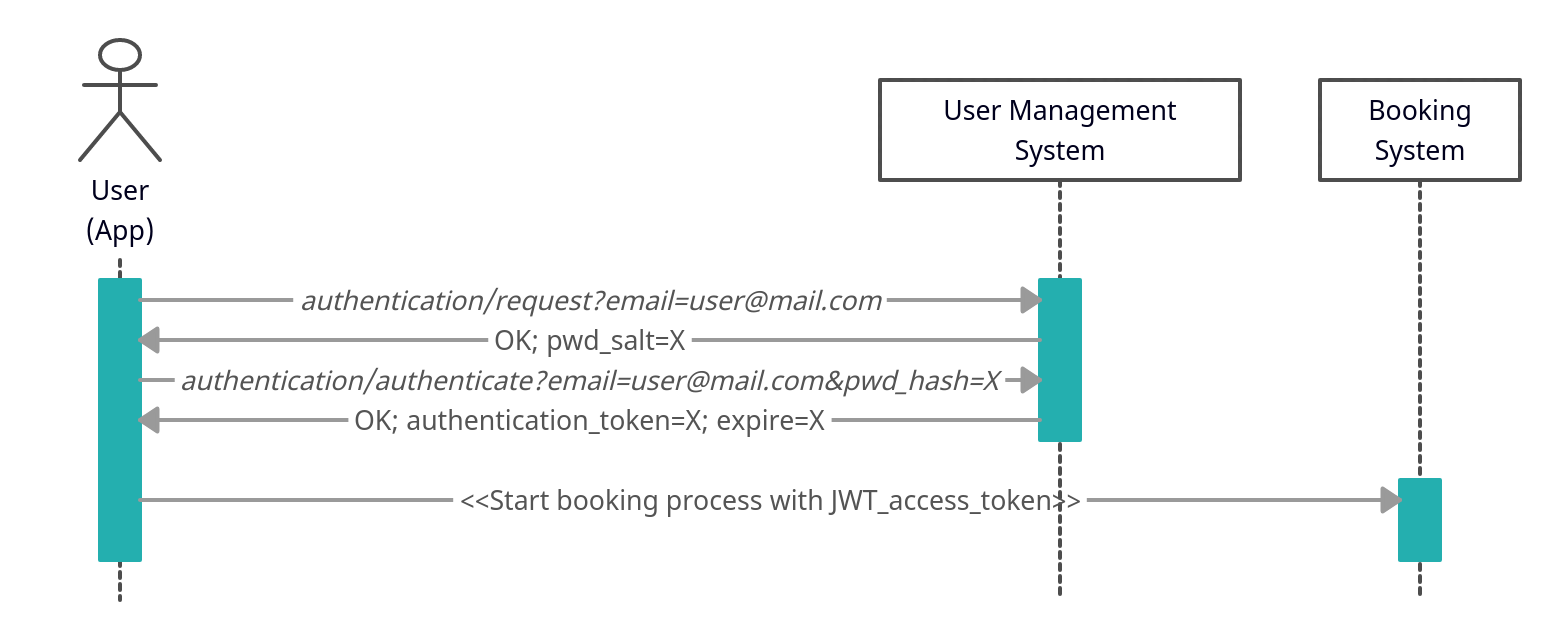 User Management
System
Booking
System
User
(App)
authentication/request?email=user@mail.com
OK; pwd_salt=X
authentication/authenticate?email=user@mail.com&pwd_hash=X
OK; authentication_token=X; expire=X
<<Start booking process with JWT_access_token>>